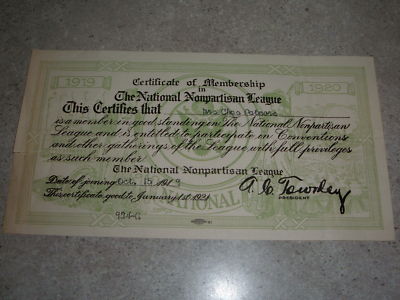 1919
1920
Certificate of Membership
in
The National Nonpartisan League
This Certifies that
is a member in good standing in The National Nonpartisan
League and is entitled to participate in Conventions
and other gatherings of the League with full privileges
as such member
The National Nonpartisan League
Date of joining Oct. 15 1919
This certificate good to January 1st 1921
A. C. Townley
PRESIDENT
NATIONAL